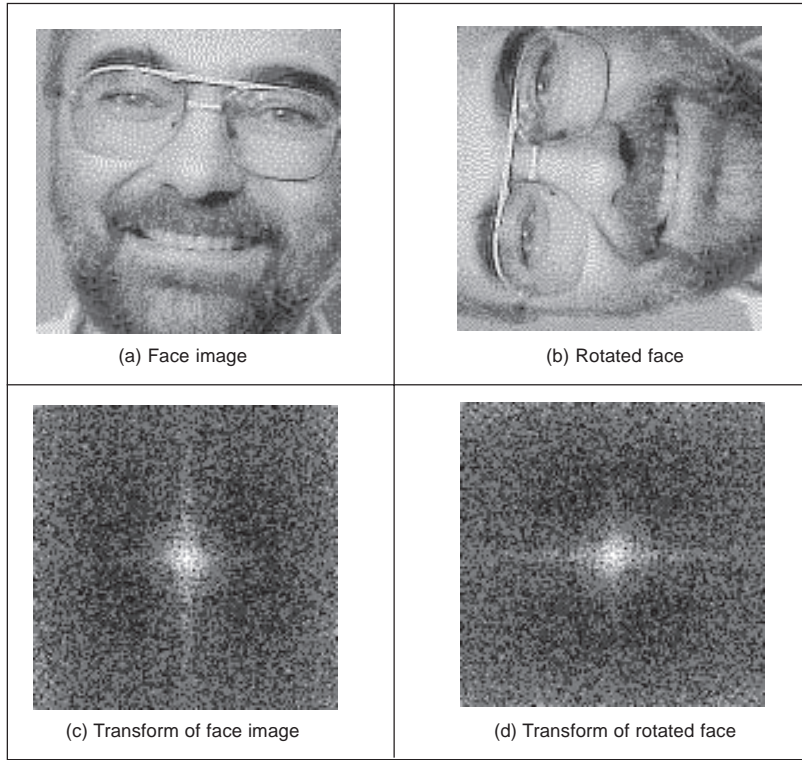 (a) Face image
(b) Rotated face
(c) Transform of face image
(d) Transform of rotated face